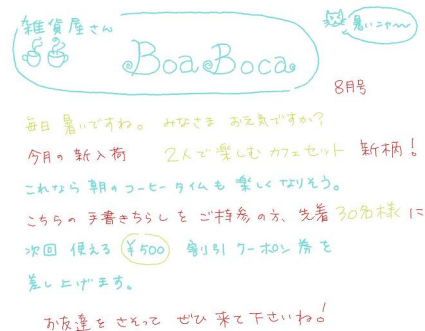 雑貨屋さん
Boa Boca
暑いニャ～
8月号
毎日 暑いですね。 みなさま お元気ですか?
今月の新入荷 2人で楽しむ カフェセット 新柄!
これなら 朝のコーヒータイムも 楽しくなりそう。
こちらの 手書きちらしを ご持参の方、先着 30名様 に
次回 使える ¥500 割引 クーポン券を
差し上げます。
お友達を さそって ぜひ 来て下さいね!